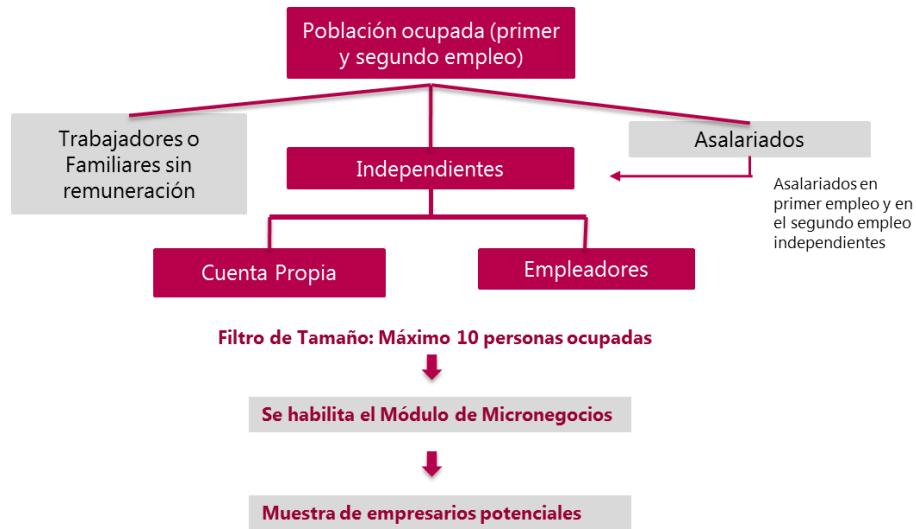 Población ocupada (primer
y segundo empleo)
Trabajadores o
Familiares sin
remuneración
Independientes
Asalariados
Asalariados en
primer empleo y en
el segundo empleo
independientes
Cuenta Propia
Empleadores
Filtro de Tamaño: Máximo 10 personas ocupadas
Se habilita el Módulo de Micronegocios
Muestra de empresarios potenciales